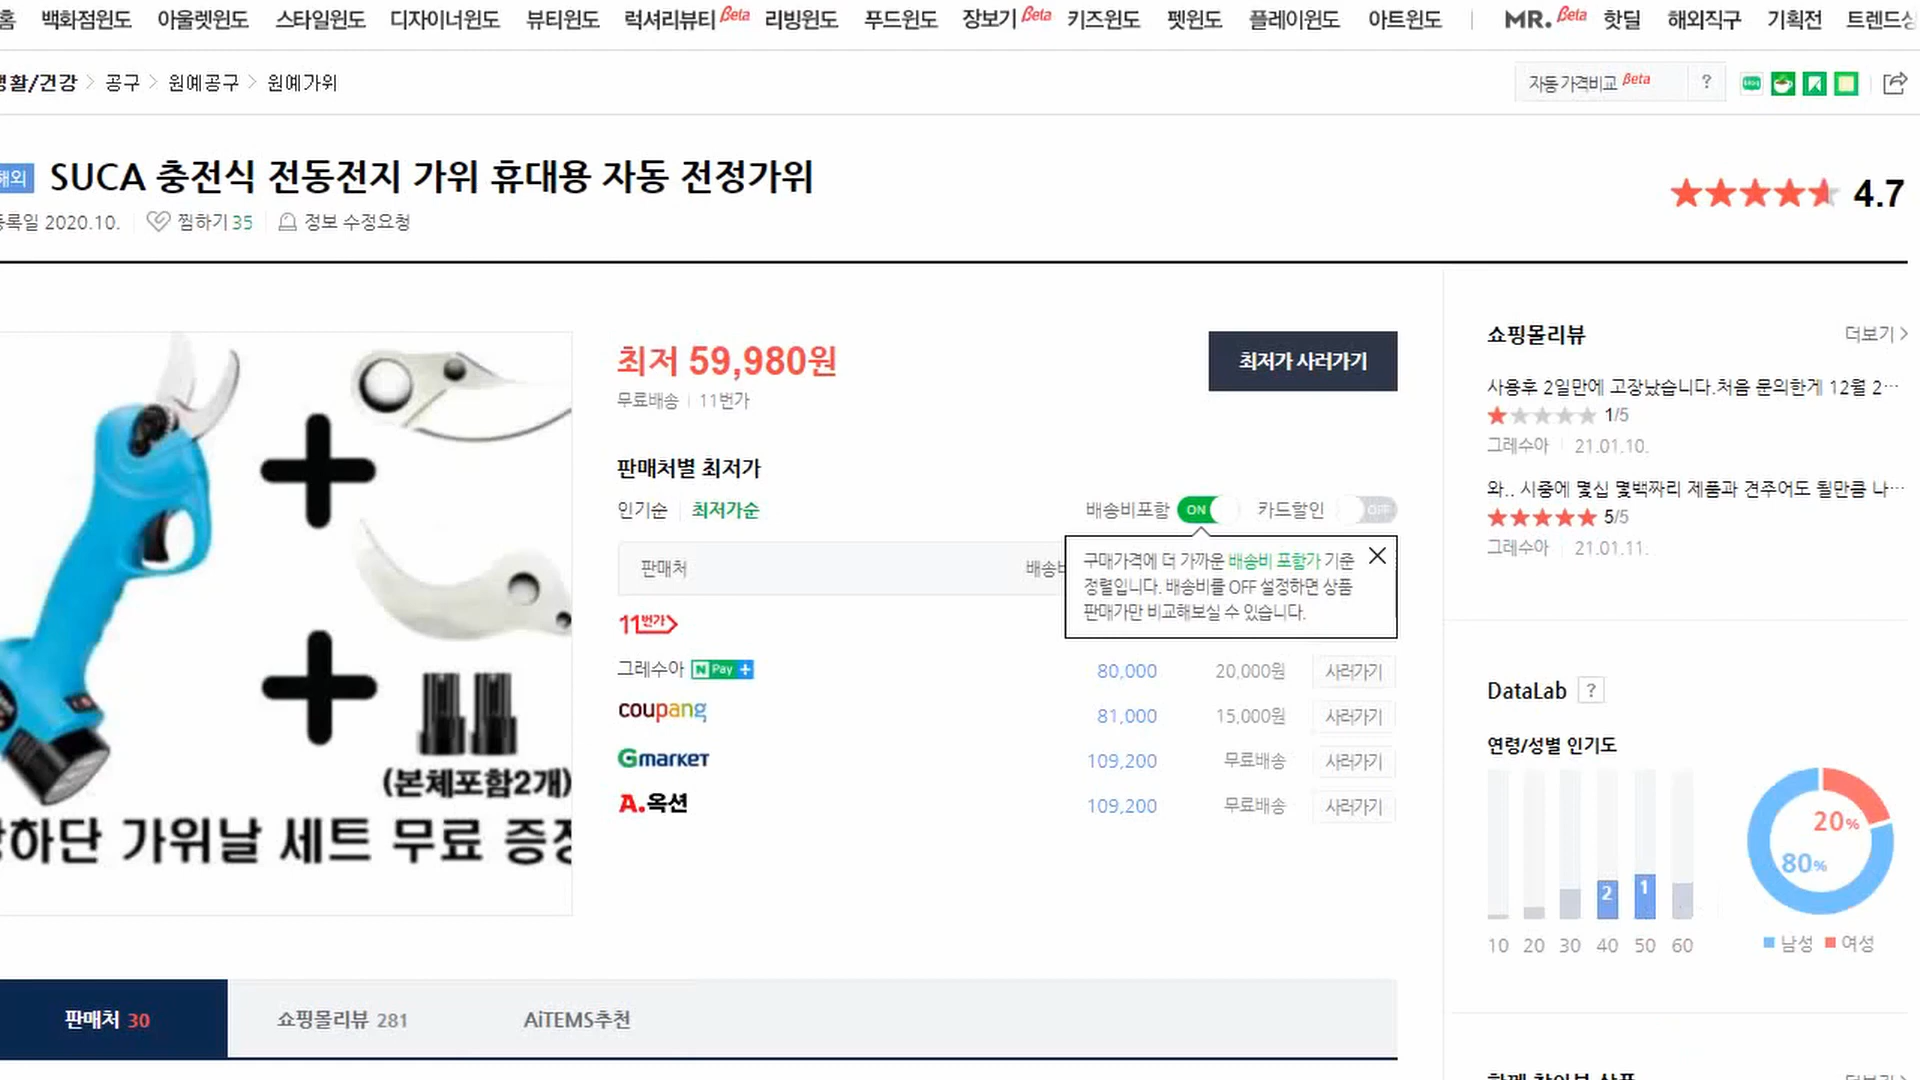 홈 백화점윈도 아울렛윈도 스타일윈도 디자이너윈도 뷰티윈도 럭셔리뷰티 Beta 리빙윈도 푸드윈도 장보기 Beta 키즈윈도 펫윈도 플레이윈도 아트윈도 MR. Beta 핫딜 해외직구 기획전
생활/건강 > 공구 > 원예공구 > 원예가위
자동 가격비교 Beta ?
해외 SUCA 충전식 전동전지 가위 휴대용 자동 전정가위
등록일 2020.10. 찜하기 35 정보 수정요청
4.7
(본체포함2개)
가위날 세트 무료
최저 59,980원
무료배송 11번가
최저가 사러가기
판매처별 최저가
인기순 최저가순
배송비포함 ON 카드할인 OFF
판매처
구매가격에 더 가까운 배송비 포함가 기준
정렬입니다. 배송비를 OFF 설정하면 상품
판매가만 비교해보실 수 있습니다.
11번가
그레수아 N Pay + 80,000 20,000원 사러가기
coupang 81,000 15,000원 사러가기
Gmarket 109,200 무료배송 사러가기
A.옥션 109,200 무료배송 사러가기
쇼핑몰리뷰 더보기 >
사용후 2일만에 고장났습니다.처음 문의한게 12월 2…
1/5
그레수아 21.01.10.
와.. 시중에 몇십 몇백짜리 제품과 견주어도 될만큼 나…
5/5
그레수아 21.01.11.
DataLab ?
연령/성별 인기도
2 1
10 20 30 40 50 60
20%
80%
남성 여성
판매처 30 쇼핑몰리뷰 281 AiTEMS추천